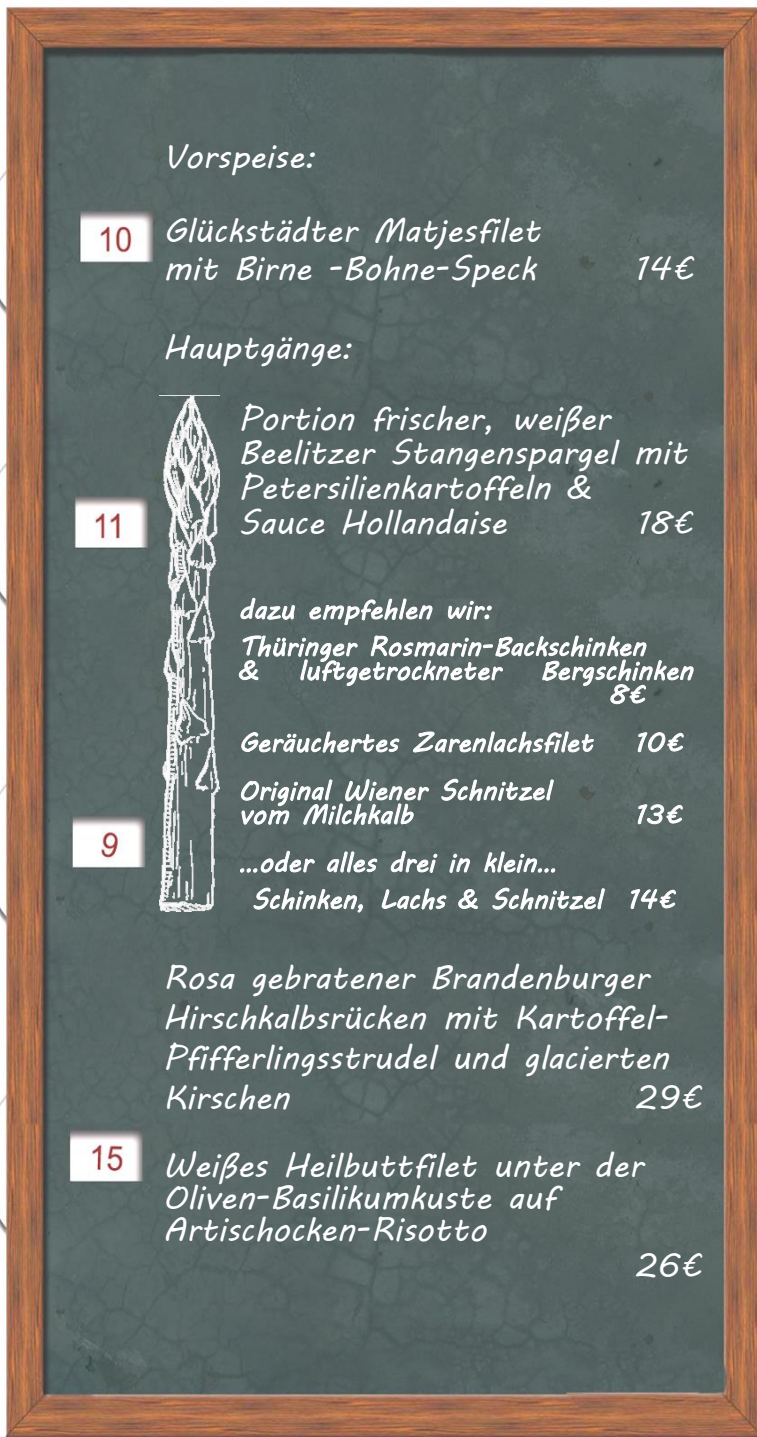 Vorspeise:
10
Glückstädter Matjesfilet
mit Birne -Bohne-Speck 14€
Hauptgänge:
Portion frischer, weißer
Beelitzer Stangenspargel mit
Petersilienkartoffeln &
11
Sauce Hollandaise 18€
dazu empfehlen wir:
Thüringer Rosmarin-Backschinken
& luftgetrockneter Bergschinken
8€
Geräuchertes Zarenlachsfilet 10€
Original Wiener Schnitzel
vom Milchkalb 13€
9
...oder alles drei in klein...
Schinken, Lachs & Schnitzel 14€
Rosa gebratener Brandenburger
Hirschkalbsrücken mit Kartoffel-
Pfifferlingsstrudel und glacierten
Kirschen 29€
15
Weißes Heilbuttfilet unter der
Oliven-Basilikumkuste auf
Artischocken-Risotto
26€